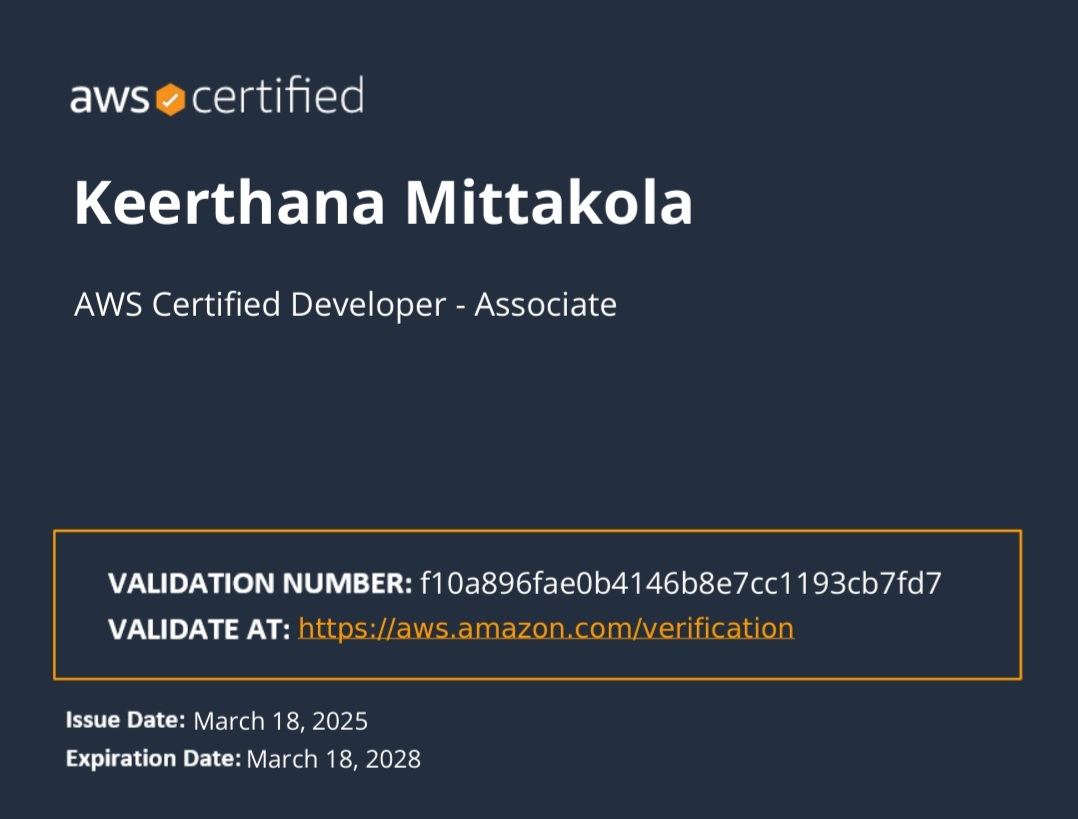 aws certified
Keerthana Mittakola
AWS Certified Developer - Associate
VALIDATION NUMBER: f10a896fae0b4146b8e7cc1193cb7fd7
VALIDATE AT: https://aws.amazon.com/verification
Issue Date: March 18, 2025
Expiration Date: March 18, 2028